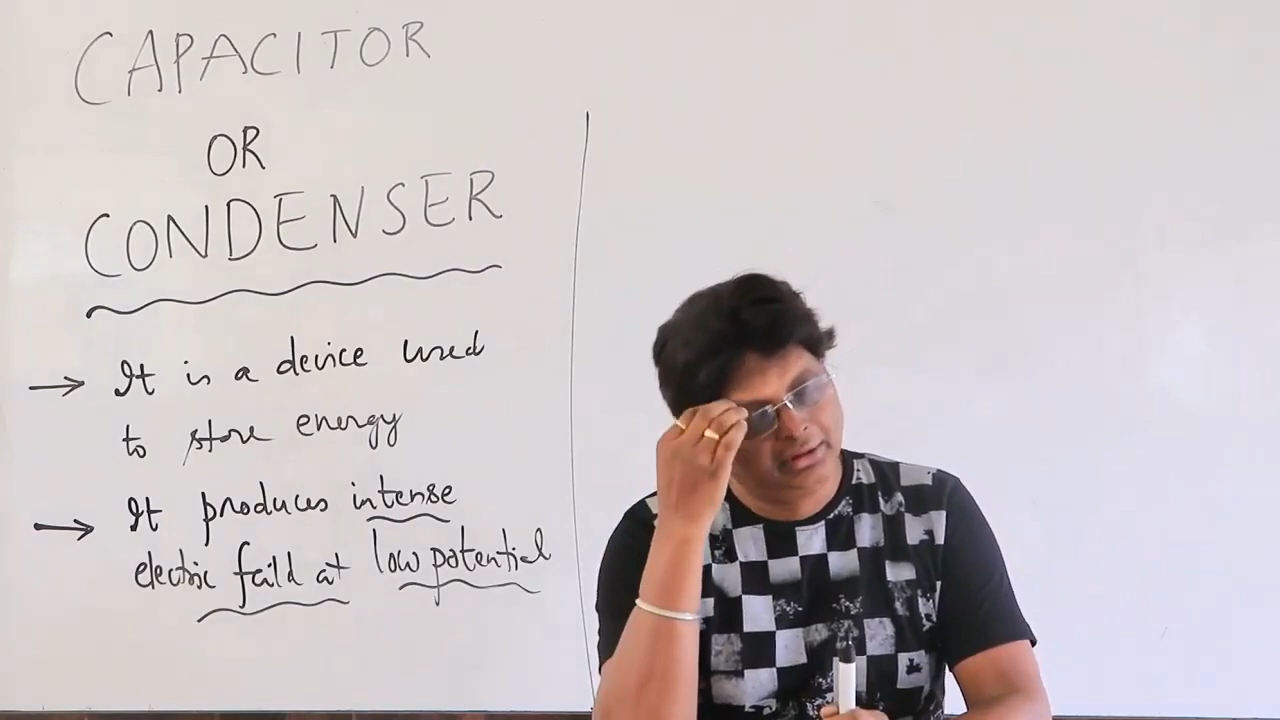 CAPACITOR
OR
CONDENSER
→ It is a device used
to store energy
→ It produces intense
electric faild at low potential